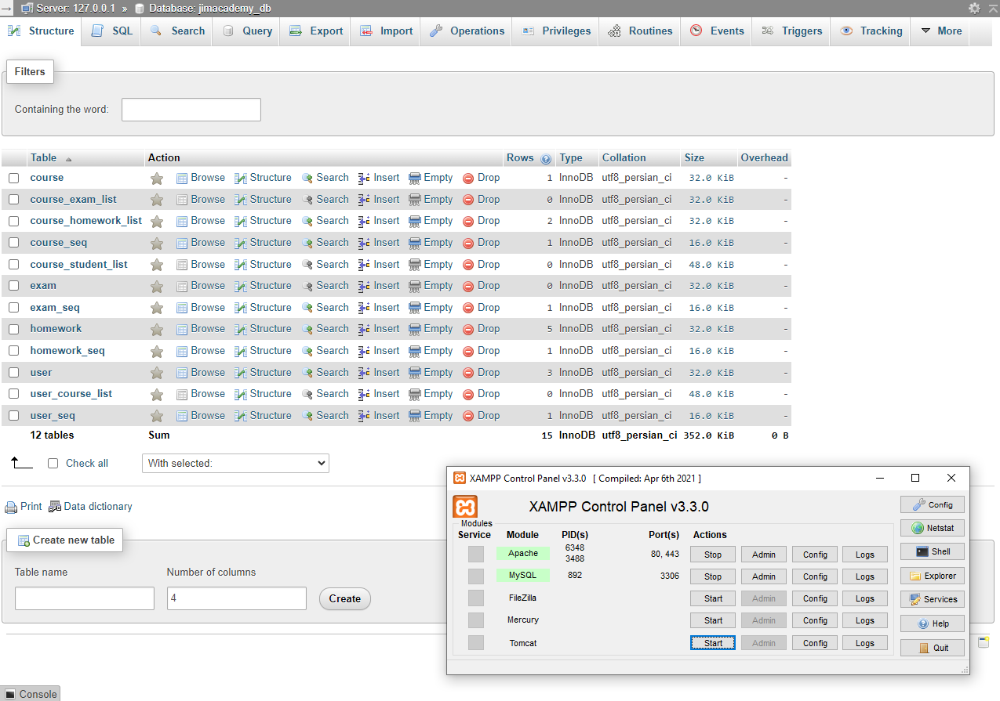 Server: 127.0.0.1 » Database: jimacademy_db
Structure SQL Search Query Export Import Operations Privileges Routines Events Triggers Tracking More
Filters
Containing the word:
Table Action Rows Type Collation Size Overhead
course Browse Structure Search Insert Empty Drop 1 InnoDB utf8_persian_ci 32.0 KiB -
course_exam_list Browse Structure Search Insert Empty Drop 0 InnoDB utf8_persian_ci 32.0 KiB -
course_homework_list Browse Structure Search Insert Empty Drop 2 InnoDB utf8_persian_ci 32.0 KiB -
course_seq Browse Structure Search Insert Empty Drop 1 InnoDB utf8_persian_ci 16.0 KiB -
course_student_list Browse Structure Search Insert Empty Drop 0 InnoDB utf8_persian_ci 48.0 KiB -
exam Browse Structure Search Insert Empty Drop 0 InnoDB utf8_persian_ci 32.0 KiB -
exam_seq Browse Structure Search Insert Empty Drop 1 InnoDB utf8_persian_ci 16.0 KiB -
homework Browse Structure Search Insert Empty Drop 5 InnoDB utf8_persian_ci 32.0 KiB -
homework_seq Browse Structure Search Insert Empty Drop 1 InnoDB utf8_persian_ci 16.0 KiB -
user Browse Structure Search Insert Empty Drop 3 InnoDB utf8_persian_ci 32.0 KiB -
user_course_list Browse Structure Search Insert Empty Drop 0 InnoDB utf8_persian_ci 48.0 KiB -
user_seq Browse Structure Search Insert Empty Drop 1 InnoDB utf8_persian_ci 16.0 KiB -
12 tables Sum 15 InnoDB utf8_persian_ci 352.0 KiB 0 B
Check all With selected:
Print Data dictionary
Create new table
Table name Number of columns
4 Create
Console
XAMPP Control Panel v3.3.0 [ Compiled: Apr 6th 2021 ]
XAMPP Control Panel v3.3.0
Modules
Service Module PID(s) Port(s) Actions
Apache 6348 3488 80, 443 Stop Admin Config Logs
MySQL 892 3306 Stop Admin Config Logs
FileZilla Start Admin Config Logs
Mercury Start Admin Config Logs
Tomcat Start Admin Config Logs
Config
Netstat
Shell
Explorer
Services
Help
Quit